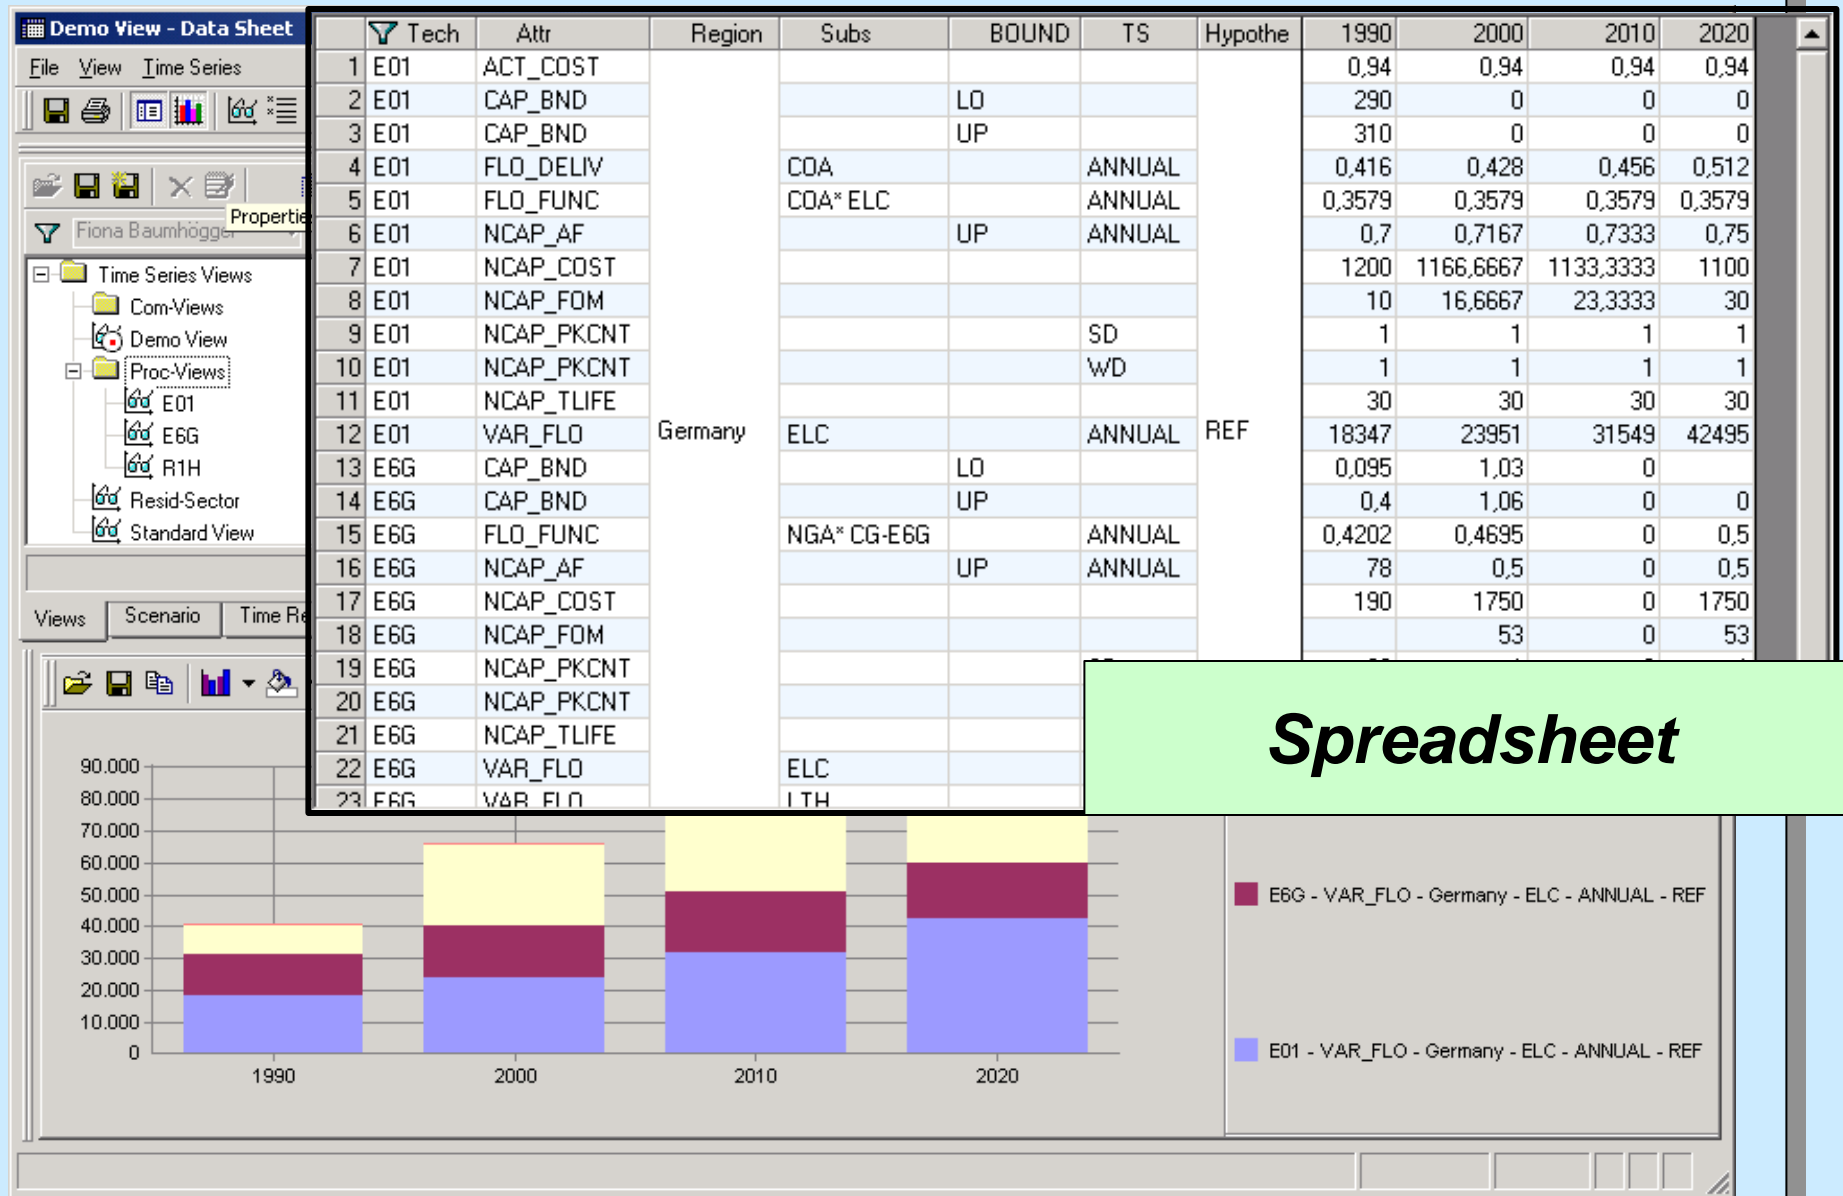 Demo View - Data Sheet
File View Time Series
Propertie
Fiona Baumhögger
Time Series Views
Com-Views
Demo View
Proc-Views
E01
E6G
R1H
Resid-Sector
Standard View
Views Scenario Time Re
Tech Attr Region Subs BOUND TS Hypothe 1990 2000 2010 2020
1 E01 ACT_COST 0,94 0,94 0,94 0,94
2 E01 CAP_BND LO 290 0 0 0
3 E01 CAP_BND UP 310 0 0 0
4 E01 FLO_DELIV COA ANNUAL 0,416 0,428 0,456 0,512
5 E01 FLO_FUNC COA* ELC ANNUAL 0,3579 0,3579 0,3579 0,3579
6 E01 NCAP_AF UP ANNUAL 0,7 0,7167 0,7333 0,75
7 E01 NCAP_COST 1200 1166,6667 1133,3333 1100
8 E01 NCAP_FOM 10 16,6667 23,3333 30
9 E01 NCAP_PKCNT SD 1 1 1 1
10 E01 NCAP_PKCNT WD 1 1 1 1
11 E01 NCAP_TLIFE 30 30 30 30
12 E01 VAR_FLO Germany ELC ANNUAL REF 18347 23951 31549 42495
13 E6G CAP_BND LO 0,095 1,03 0
14 E6G CAP_BND UP 0,4 1,06 0 0
15 E6G FLO_FUNC NGA* CG-E6G ANNUAL 0,4202 0,4695 0 0,5
16 E6G NCAP_AF UP ANNUAL 78 0,5 0 0,5
17 E6G NCAP_COST 190 1750 0 1750
18 E6G NCAP_FOM 53 0 53
19 E6G NCAP_PKCNT
20 E6G NCAP_PKCNT
21 E6G NCAP_TLIFE
22 E6G VAR_FLO ELC
23 E6G VAR_FLO LTH
Spreadsheet
90.000
80.000
70.000
60.000
50.000
40.000
30.000
20.000
10.000
0
1990 2000 2010 2020
E6G - VAR_FLO - Germany - ELC - ANNUAL - REF
E01 - VAR_FLO - Germany - ELC - ANNUAL - REF